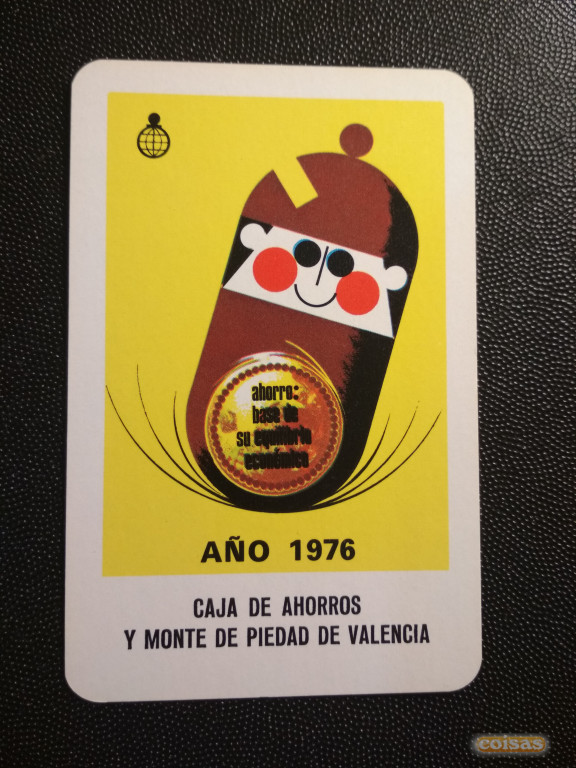 ahorro:
base de
su equilibrio
económico
AÑO 1976
CAJA DE AHORROS
Y MONTE DE PIEDAD DE VALENCIA
coisas